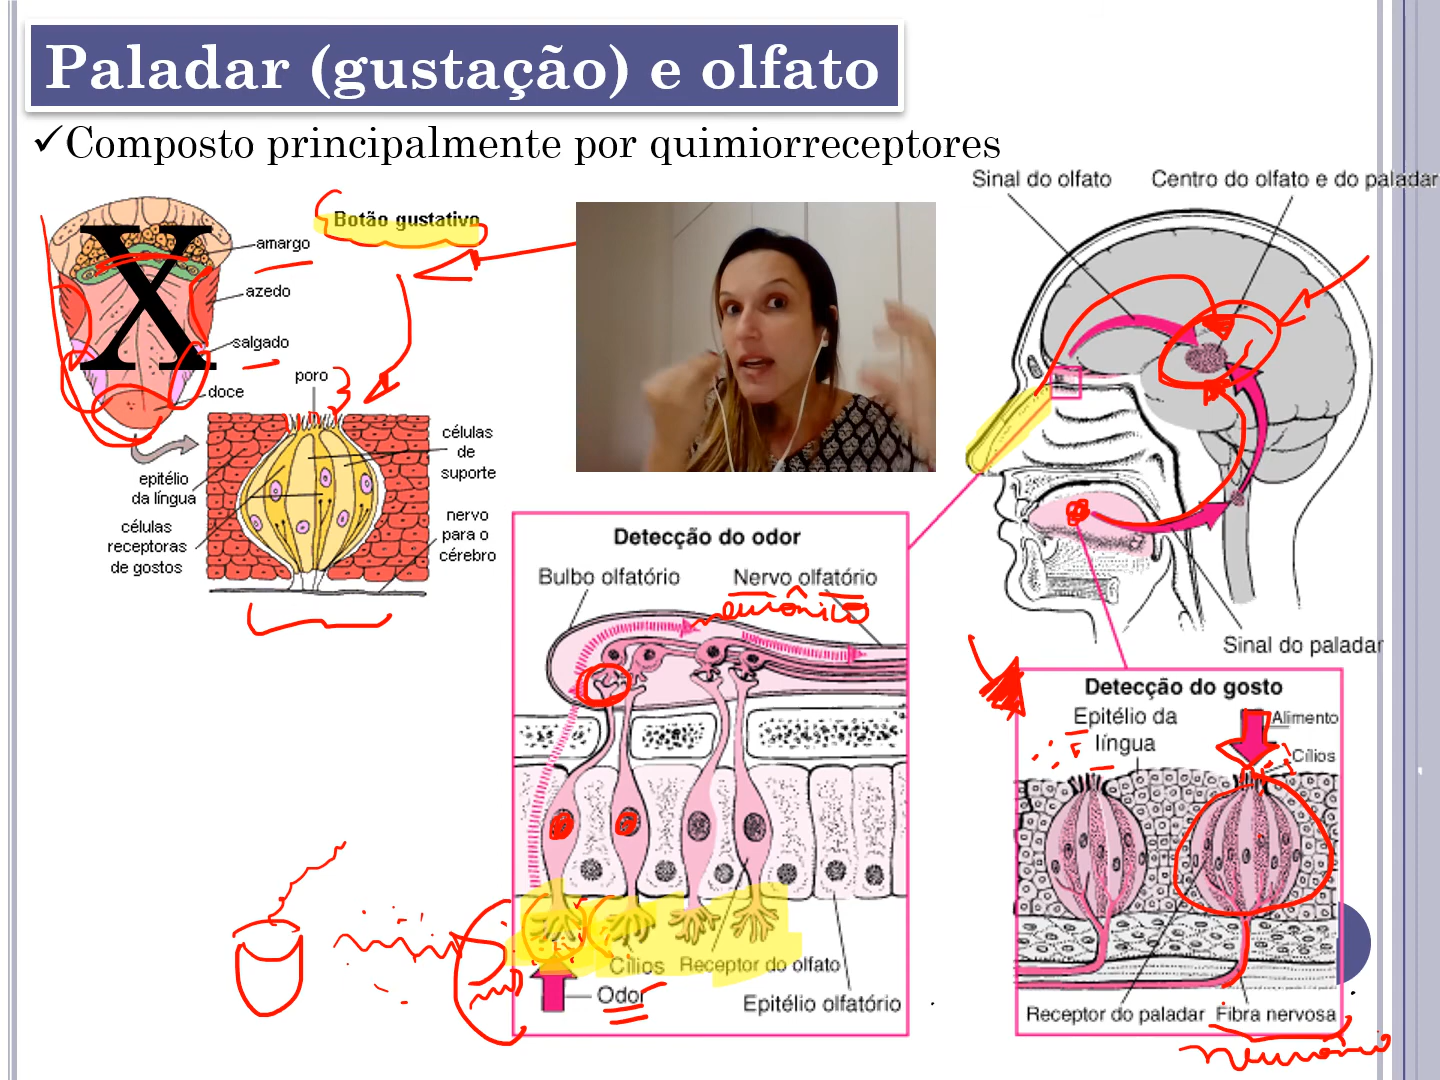 Paladar (gustação) e olfato
✓Composto principalmente por quimiorreceptores
Sinal do olfato
Centro do olfato e do paladar
Botão gustativo
amargo
azedo
salgado
doce
X
poro
células
de
suporte
epitélio
da língua
células
receptoras
de gostos
nervo
para o
cérebro
Detecção do odor
Bulbo olfatório
Nervo olfatório
neurônios
Cílios
Receptor do olfato
Odor
Epitélio olfatório
Sinal do paladar
Detecção do gosto
Epitélio da
língua
Alimento
Cílios
Receptor do paladar
Fibra nervosa
neurônio